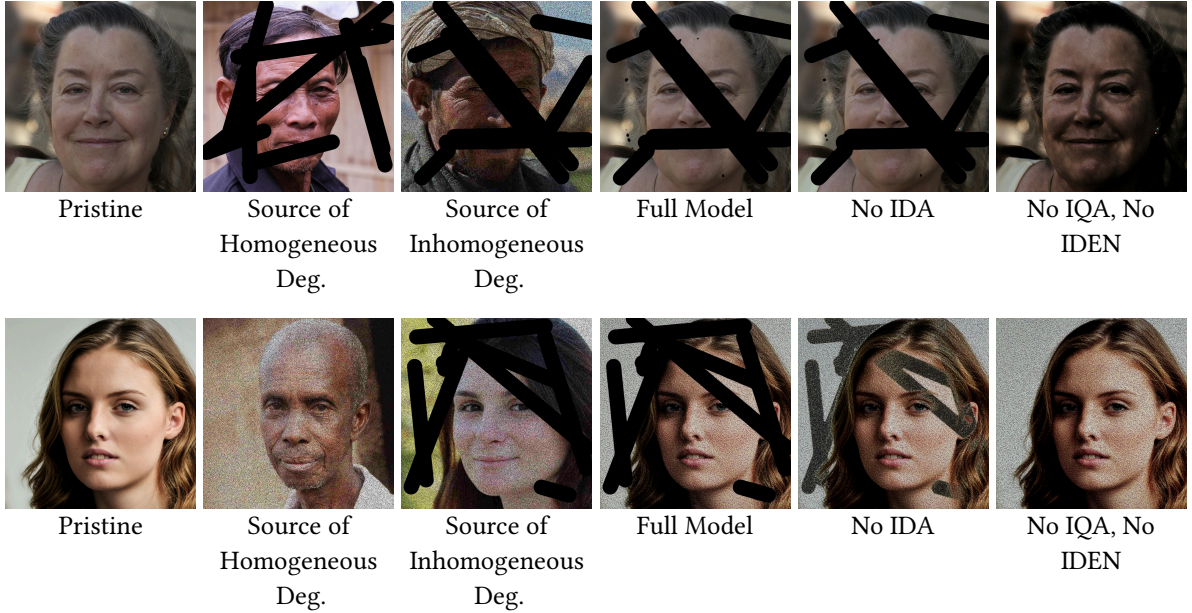 Pristine
Source of
Homogeneous
Deg.
Source of
Inhomogeneous
Deg.
Full Model
No IDA
No IQA, No
IDEN
Pristine
Source of
Homogeneous
Deg.
Source of
Inhomogeneous
Deg.
Full Model
No IDA
No IQA, No
IDEN